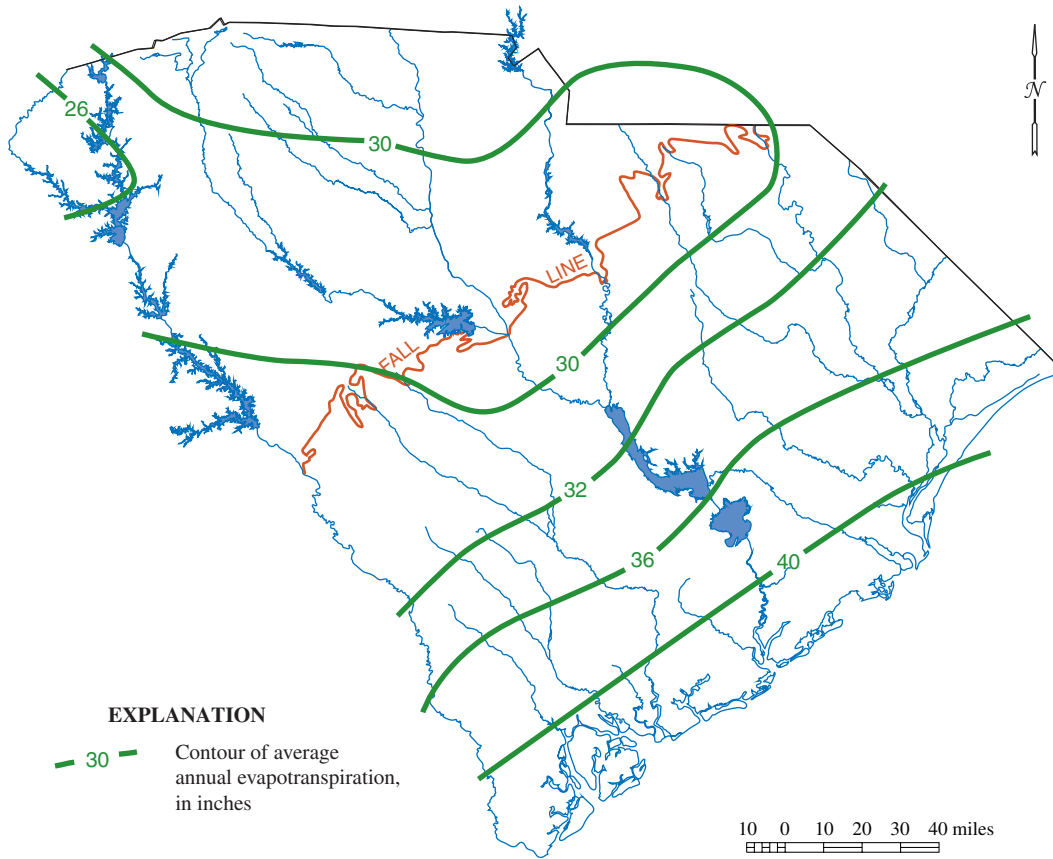 N
26
30
LINE
FALL
30
32
36
40
EXPLANATION
30
Contour of average
annual evapotranspiration,
in inches
10 0 10 20 30 40 miles